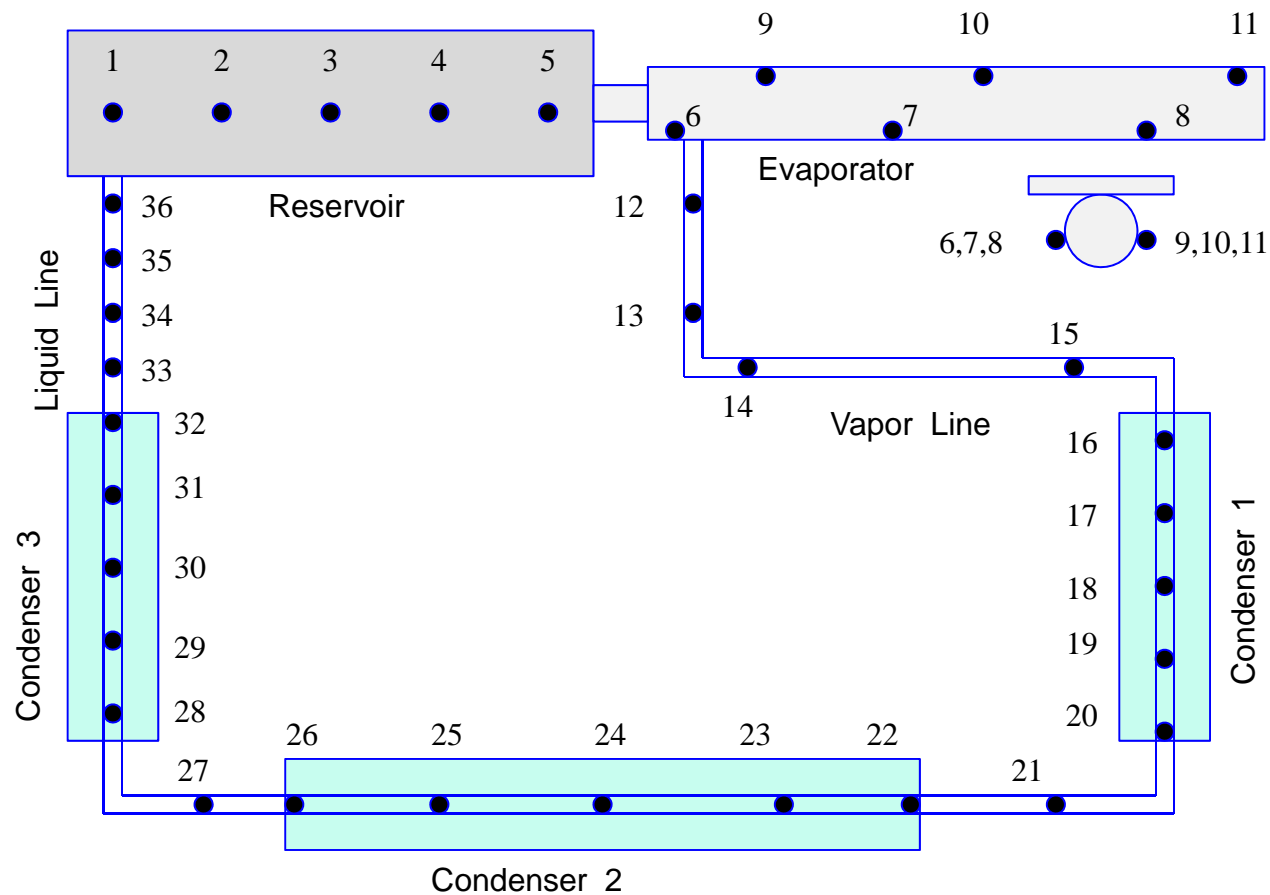 9 10 11
1 2 3 4 5
6 7 8
Evaporator
36 Reservoir 12
6,7,8 9,10,11
35
34 13
Liquid Line
33 15
14
Vapor Line
32 16
31 17
Condenser 3
30 18
Condenser 1
29 19
28 20
26 25 24 23 22
27 21
Condenser 2